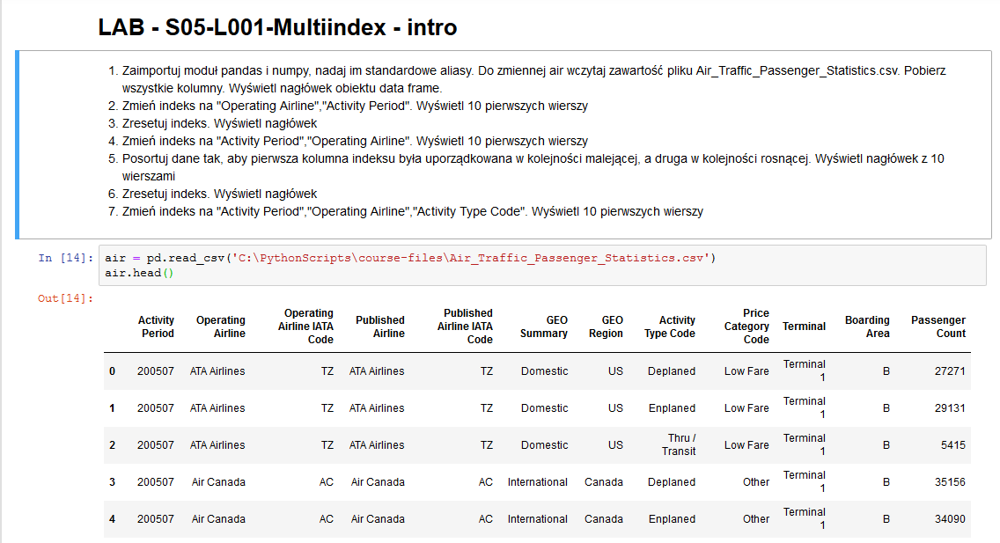 LAB - S05-L001-Multiindex - intro
1. Zaimportuj moduł pandas i numpy, nadaj im standardowe aliasy. Do zmiennej air wczytaj zawartość pliku Air_Traffic_Passenger_Statistics.csv. Pobierz
wszystkie kolumny. Wyświetl nagłówek obiektu data frame.
2. Zmień indeks na "Operating Airline","Activity Period". Wyświetl 10 pierwszych wierszy
3. Zresetuj indeks. Wyświetl nagłówek
4. Zmień indeks na "Activity Period","Operating Airline". Wyświetl 10 pierwszych wierszy
5. Posortuj dane tak, aby pierwsza kolumna indeksu była uporządkowana w kolejności malejącej, a druga w kolejności rosnącej. Wyświetl nagłówek z 10
wierszami
6. Zresetuj indeks. Wyświetl nagłówek
7. Zmień indeks na "Activity Period","Operating Airline","Activity Type Code". Wyświetl 10 pierwszych wierszy
In [14]: air = pd.read_csv('C:\PythonScripts\course-files\Air_Traffic_Passenger_Statistics.csv')
air.head()
Out[14]:
Activity Period Operating Airline Operating Airline IATA Code Published Airline Published Airline IATA Code GEO Summary GEO Region Activity Type Code Price Category Code Terminal Boarding Area Passenger Count
0 200507 ATA Airlines TZ ATA Airlines TZ Domestic US Deplaned Low Fare Terminal 1 B 27271
1 200507 ATA Airlines TZ ATA Airlines TZ Domestic US Enplaned Low Fare Terminal 1 B 29131
2 200507 ATA Airlines TZ ATA Airlines TZ Domestic US Thru / Transit Low Fare Terminal 1 B 5415
3 200507 Air Canada AC Air Canada AC International Canada Deplaned Other Terminal 1 B 35156
4 200507 Air Canada AC Air Canada AC International Canada Enplaned Other Terminal 1 B 34090